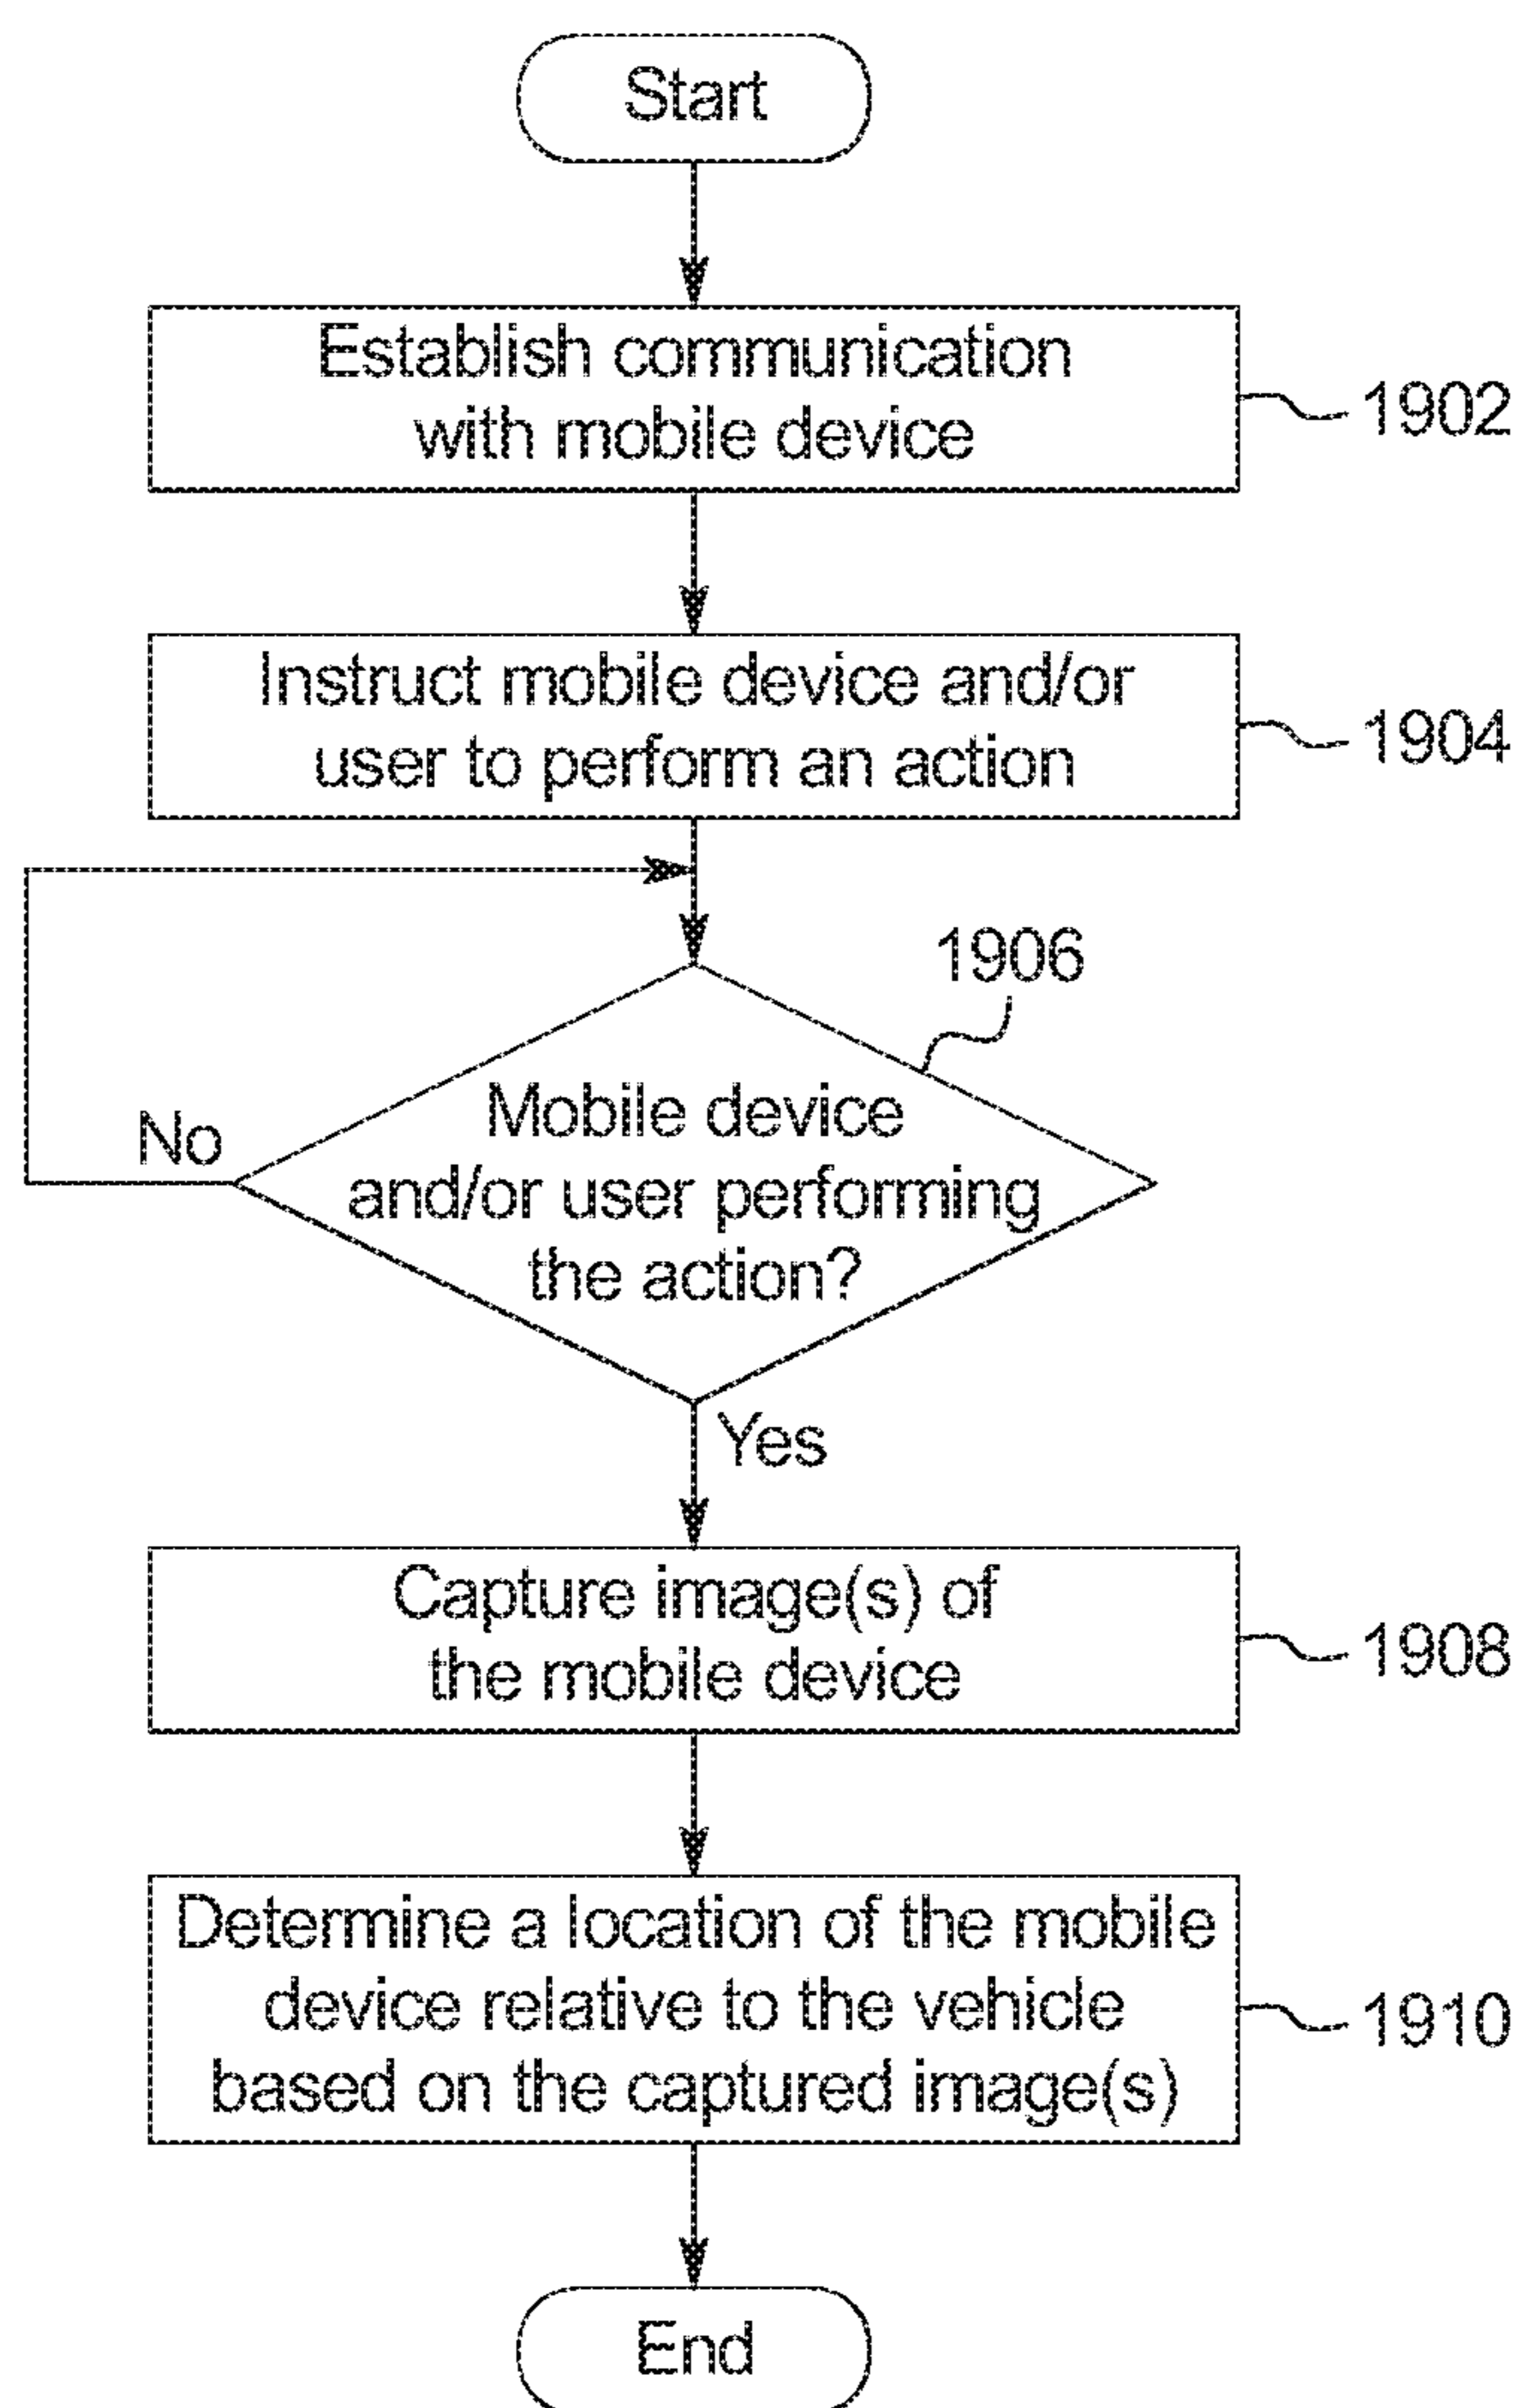 Start
Establish communication
with mobile device
1902
Instruct mobile device and/or
user to perform an action
1904
1906
Mobile device
and/or user performing
the action?
No
Yes
Capture image(s) of
the mobile device
1908
Determine a location of the mobile
device relative to the vehicle
based on the captured image(s)
1910
End